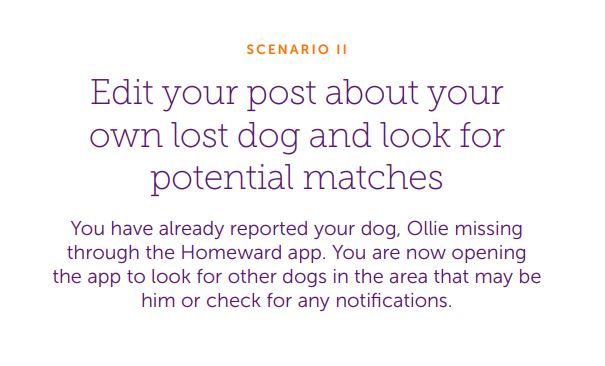 SCENARIO II
Edit your post about your
own lost dog and look for
potential matches
You have already reported your dog, Ollie missing
through the Homeward app. You are now opening
the app to look for other dogs in the area that may be
him or check for any notifications.